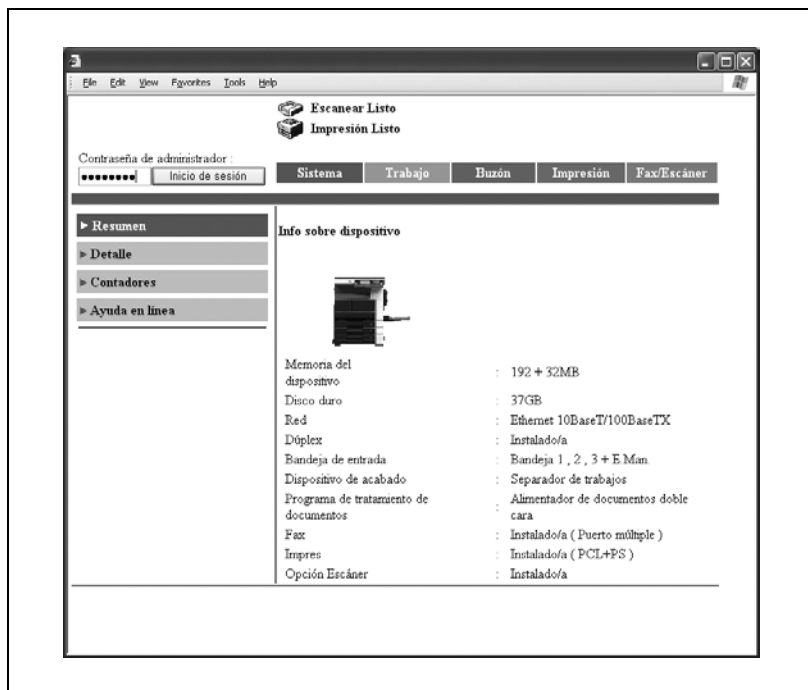 File Edit View Favorites Tools Help
Escanear Listo
Impresión Listo
Contraseña de administrador :
Inicio de sesión
Sistema Trabajo Buzón Impresión Fax/Escáner
Resumen
Detalle
Contadores
Ayuda en línea
Info sobre dispositivo
Memoria del
dispositivo : 192 + 32MB
Disco duro : 37GB
Red : Ethernet 10BaseT/100BaseTX
Dúplex : Instalado/a
Bandeja de entrada : Bandeja 1 , 2 , 3 + E.Man.
Dispositivo de acabado : Separador de trabajos
Programa de tratamiento de
documentos : Alimentador de documentos doble
cara
Fax : Instalado/a ( Puerto múltiple )
Impres : Instalado/a ( PCL+PS )
Opción Escáner : Instalado/a